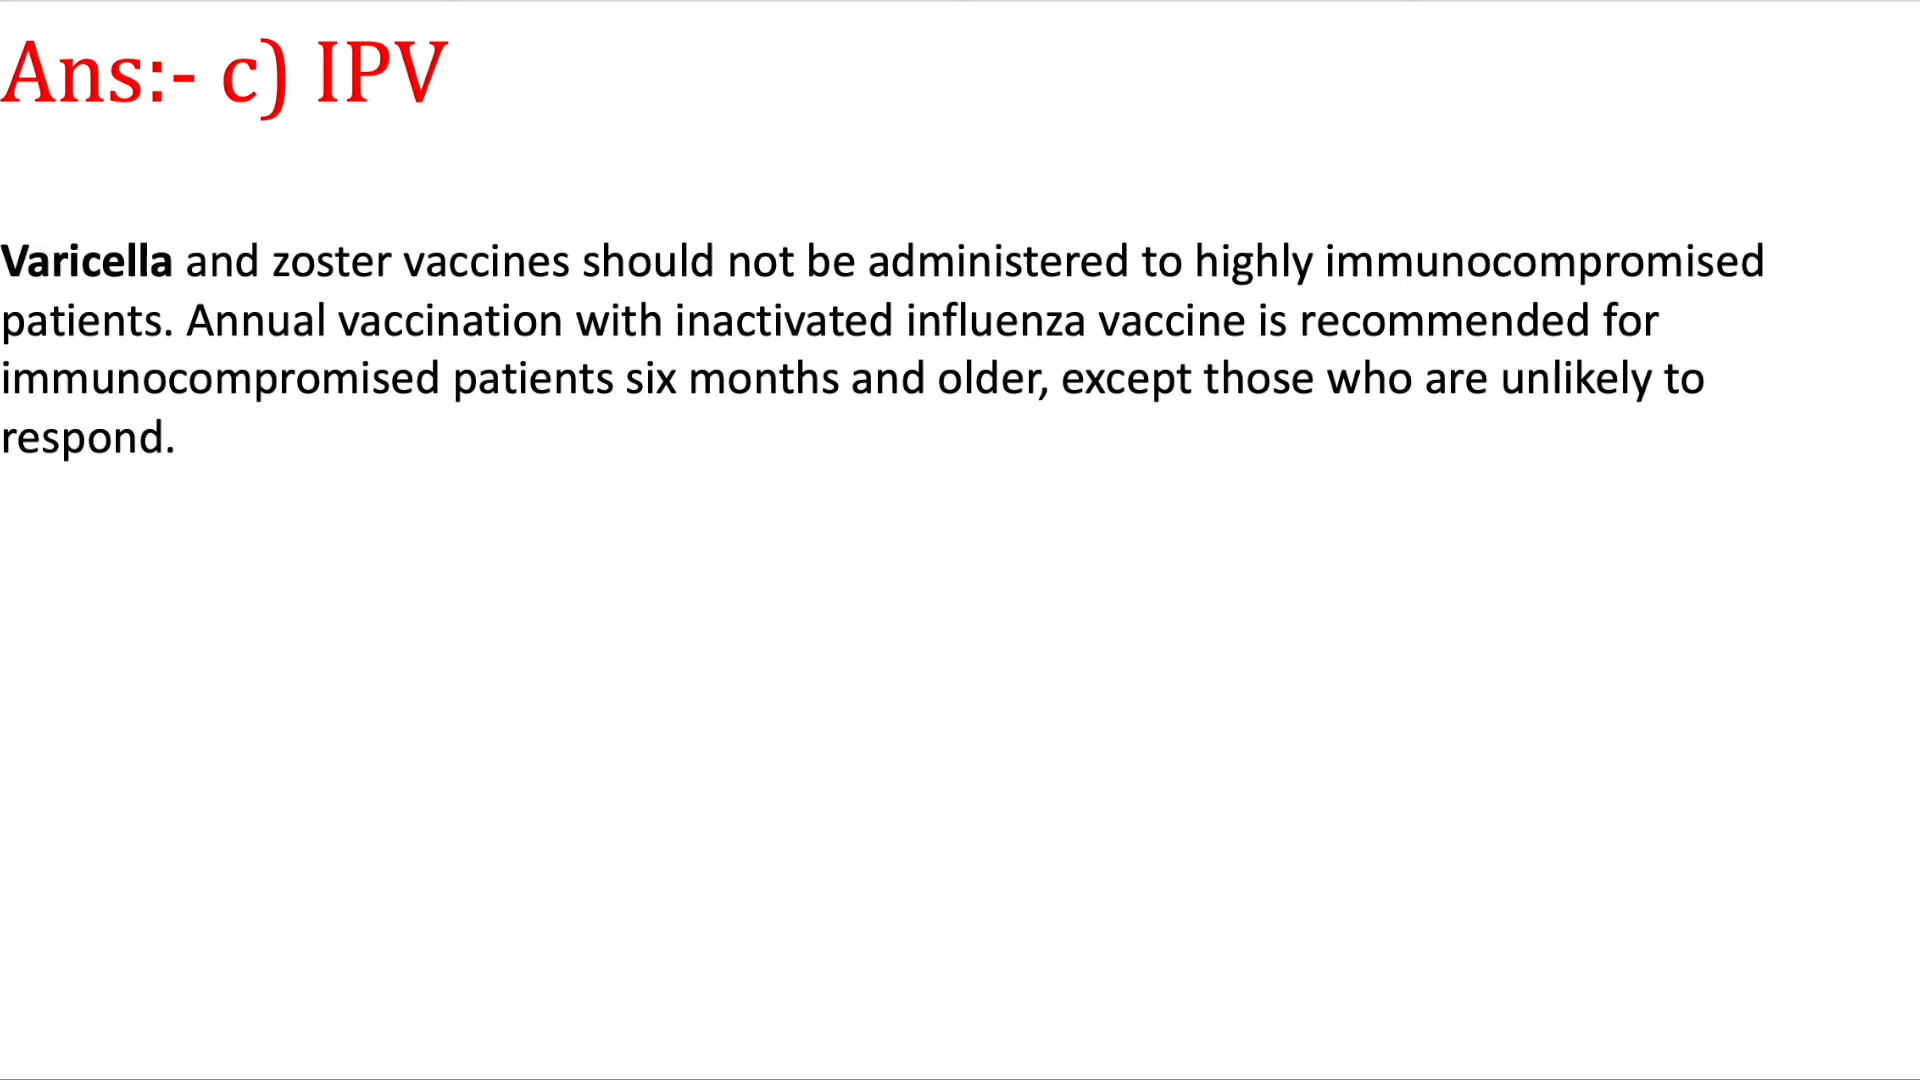 Ans:- c) IPV
Varicella and zoster vaccines should not be administered to highly immunocompromised
patients. Annual vaccination with inactivated influenza vaccine is recommended for
immunocompromised patients six months and older, except those who are unlikely to
respond.